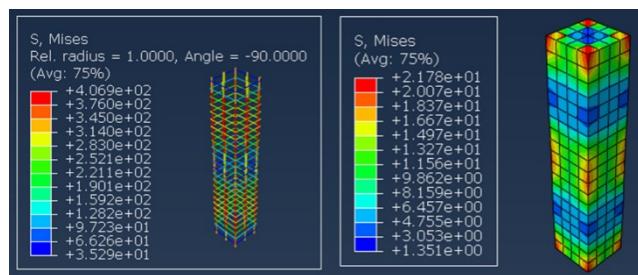 S, Mises
Rel. radius = 1.0000, Angle = -90.0000
(Avg: 75%)
+4.069e+02
+3.760e+02
+3.450e+02
+3.140e+02
+2.830e+02
+2.521e+02
+2.211e+02
+1.901e+02
+1.592e+02
+1.282e+02
+9.723e+01
+6.626e+01
+3.529e+01
S, Mises
(Avg: 75%)
+2.178e+01
+2.007e+01
+1.837e+01
+1.667e+01
+1.497e+01
+1.327e+01
+1.156e+01
+9.862e+00
+8.159e+00
+6.457e+00
+4.755e+00
+3.053e+00
+1.351e+00